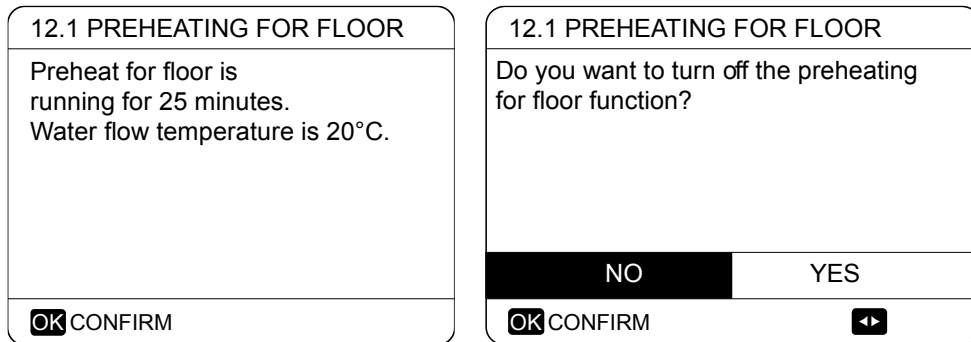 12.1 PREHEATING FOR FLOOR
Preheat for floor is
running for 25 minutes.
Water flow temperature is 20°C.
OK CONFIRM
12.1 PREHEATING FOR FLOOR
Do you want to turn off the preheating
for floor function?
NO YES
OK CONFIRM